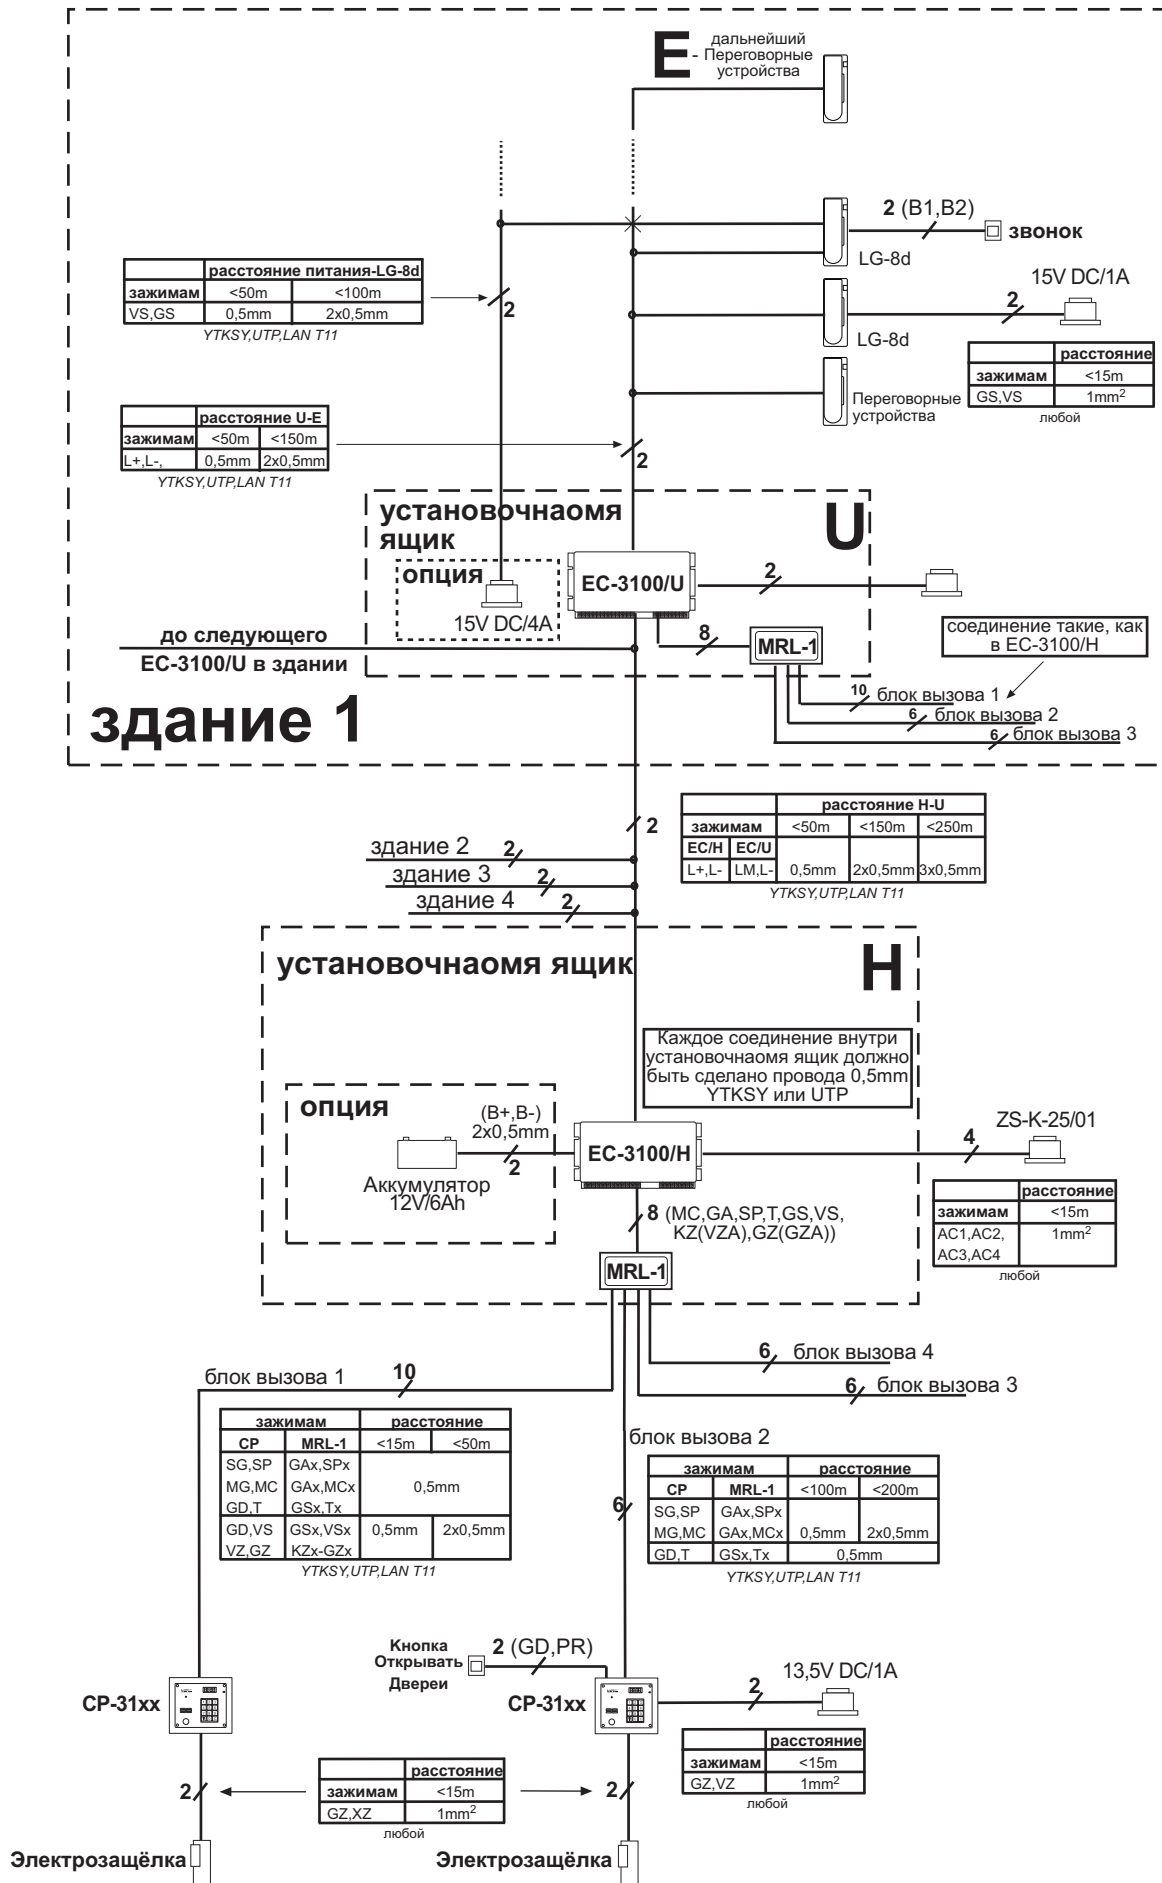 E
дальнейший
- Переговорные
устройства
2 (B1,B2)
звонок
LG-8d
расстояние питания-LG-8d
зажимам <50m <100m
VS,GS 0,5mm 2x0,5mm
YTKSY,UTP,LAN T11
2
15V DC/1A
2
LG-8d
расстояние
зажимам <15m
GS,VS 1mm²
любой
Переговорные
устройства
расстояние U-E
зажимам <50m <150m
L+,L-, 0,5mm 2x0,5mm
YTKSY,UTP,LAN T11
2
установочнаомя
ящик
U
опция
15V DC/4A
EC-3100/U
2
8
MRL-1
до следующего
EC-3100/U в здании
соединение такие, как
в EC-3100/H
10 блок вызова 1
6 блок вызова 2
6 блок вызова 3
здание 1
2
расстояние H-U
зажимам <50m <150m <250m
EC/H EC/U
L+,L- LM,L- 0,5mm 2x0,5mm 3x0,5mm
YTKSY,UTP,LAN T11
здание 2 2
здание 3 2
здание 4 2
установочнаомя ящик
H
Каждое соединение внутри
установочнаомя ящик должно
быть сделано провода 0,5mm
YTKSY или UTP
опция
(B+,B-)
2x0,5mm
2
Аккумулятор
12V/6Ah
EC-3100/H
4
ZS-K-25/01
расстояние
зажимам <15m
AC1,AC2, 1mm²
AC3,AC4
любой
8 (MC,GA,SP,T,GS,VS,
KZ(VZA),GZ(GZA))
MRL-1
6 блок вызова 4
6 блок вызова 3
блок вызова 1 10
зажимам расстояние
CP MRL-1 <15m <50m
SG,SP GAx,SPx
MG,MC GAx,MCx 0,5mm
GD,T GSx,Tx
GD,VS GSx,VSx 0,5mm 2x0,5mm
VZ,GZ KZx-GZx
YTKSY,UTP,LAN T11
блок вызова 2
зажимам расстояние
CP MRL-1 <100m <200m
SG,SP GAx,SPx
MG,MC GAx,MCx 0,5mm 2x0,5mm
GD,T GSx,Tx 0,5mm
YTKSY,UTP,LAN T11
6
Кнопка
Открывать
Двереи
2 (GD,PR)
CP-31xx
CP-31xx
2
13,5V DC/1A
расстояние
зажимам <15m
GZ,VZ 1mm²
любой
2
расстояние
зажимам <15m
GZ,XZ 1mm²
любой
2
Электрозащёлка
Электрозащёлка